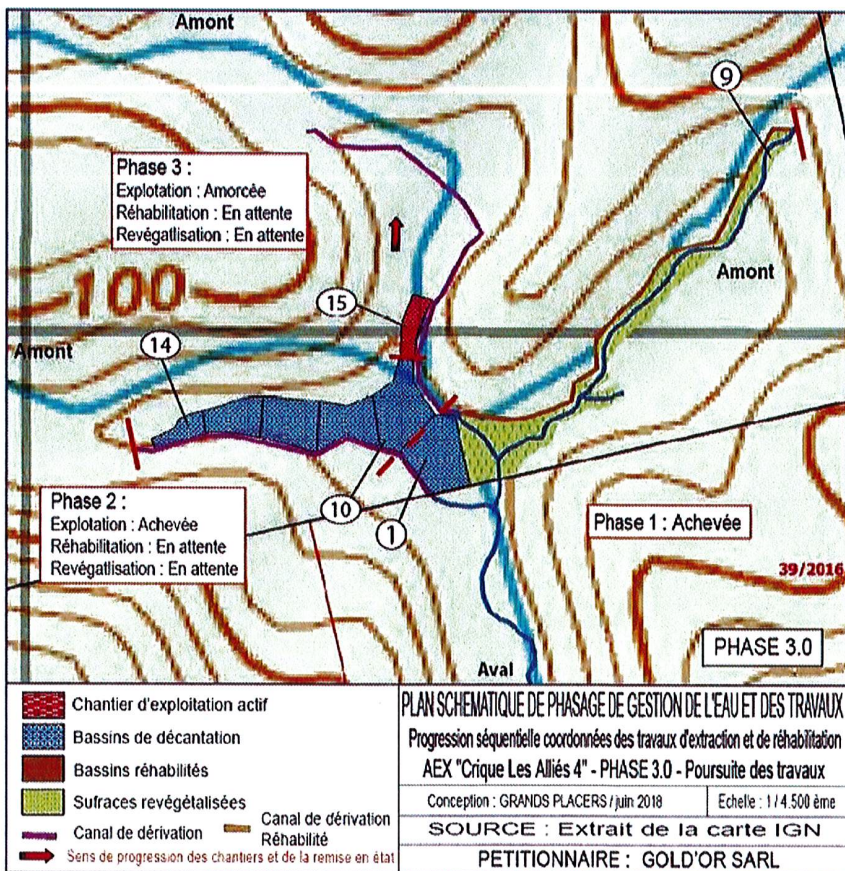 Amont
9
Phase 3 :
Explotation : Amorcée
Réhabilitation : En attente
Revégatlisation : En attente
Amont
100
15
Amont
14
10
1
Phase 2 :
Explotation : Achevée
Réhabilitation : En attente
Revégatlisation : En attente
Phase 1 : Achevée
39/2016
PHASE 3.0
Aval
Chantier d'exploitation actif
Bassins de décantation
Bassins réhabilités
Sufraces revégétalisées
Canal de dérivation
Canal de dérivation
Réhabilité
Sens de progression des chantiers et de la remise en état
PLAN SCHEMATIQUE DE PHASAGE DE GESTION DE L'EAU ET DES TRAVAUX
Progression séquentielle coordonnées des travaux d'extraction et de réhabilitation
AEX "Crique Les Alliés 4" - PHASE 3.0 - Poursuite des travaux
Conception : GRANDS PLACERS / juin 2018
Echelle : 1 / 4.500 ème
SOURCE : Extrait de la carte IGN
PETITIONNAIRE : GOLD'OR SARL